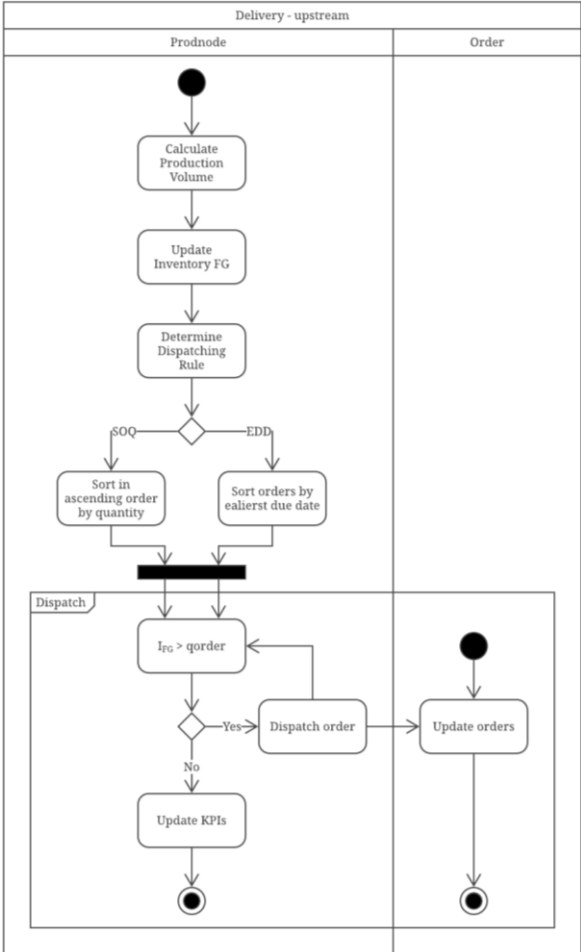 Delivery - upstream
Prodnode
Order
Calculate
Production
Volume
Update
Inventory FG
Determine
Dispatching
Rule
SOQ
EDD
Sort in
ascending order
by quantity
Sort orders by
ealierst due date
Dispatch
IFG > qorder
Yes
Dispatch order
Update orders
No
Update KPIs